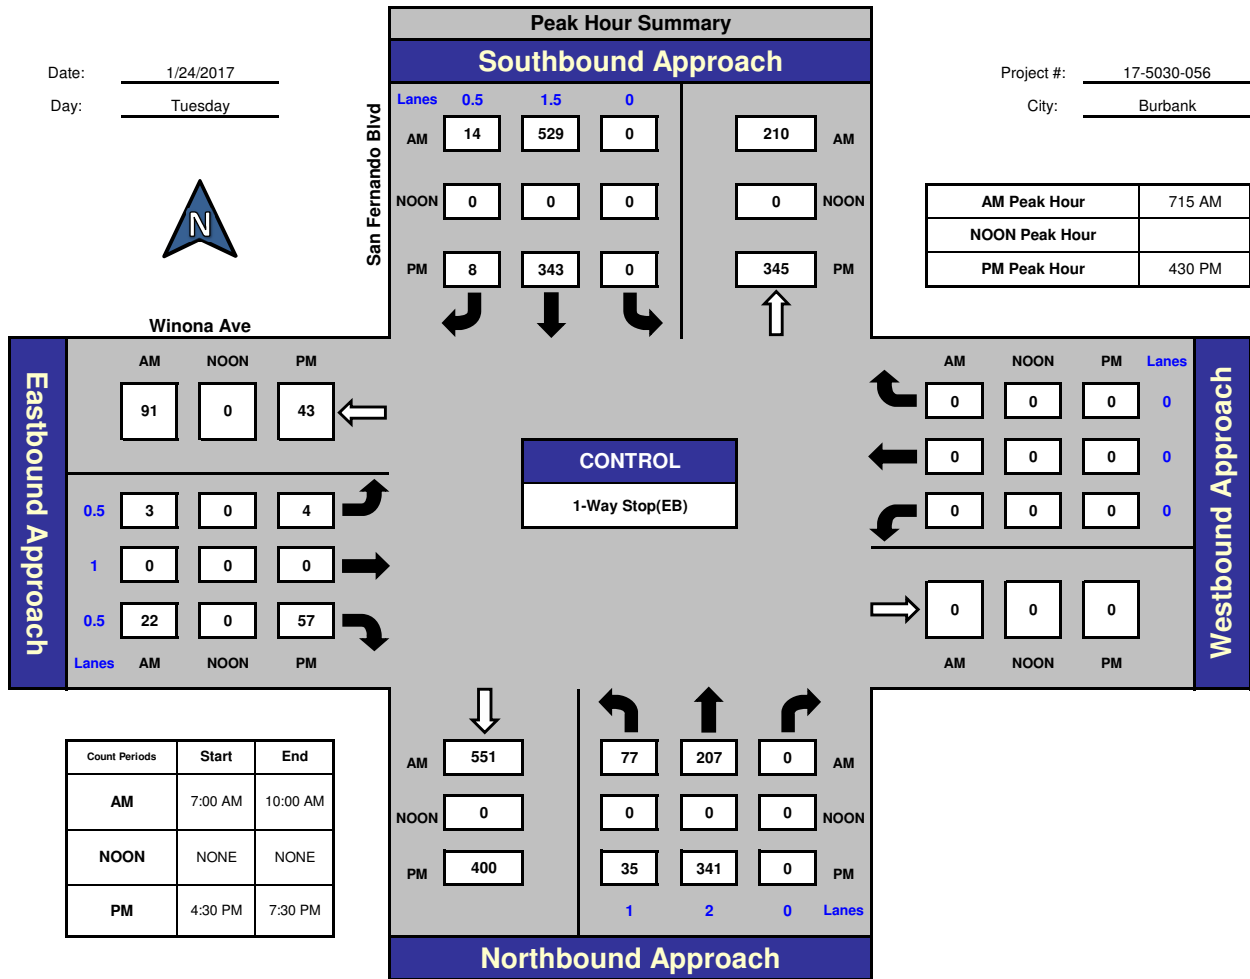 Peak Hour Summary
Southbound Approach
Date: 1/24/2017
Day: Tuesday
Project #: 17-5030-056
City: Burbank
San Fernando Blvd
Lanes 0.5 1.5 0
AM 14 529 0 210 AM
NOON 0 0 0 0 NOON
PM 8 343 0 345 PM
N
AM Peak Hour 715 AM
NOON Peak Hour
PM Peak Hour 430 PM
Winona Ave
Eastbound Approach
AM NOON PM
91 0 43
0.5 3 0 4
1 0 0 0
0.5 22 0 57
Lanes AM NOON PM
CONTROL
1-Way Stop(EB)
AM NOON PM Lanes
0 0 0 0
0 0 0 0
0 0 0 0
0 0 0
AM NOON PM
Westbound Approach
Count Periods Start End
AM 7:00 AM 10:00 AM
NOON NONE NONE
PM 4:30 PM 7:30 PM
AM 551 77 207 0 AM
NOON 0 0 0 0 NOON
PM 400 35 341 0 PM
1 2 0 Lanes
Northbound Approach